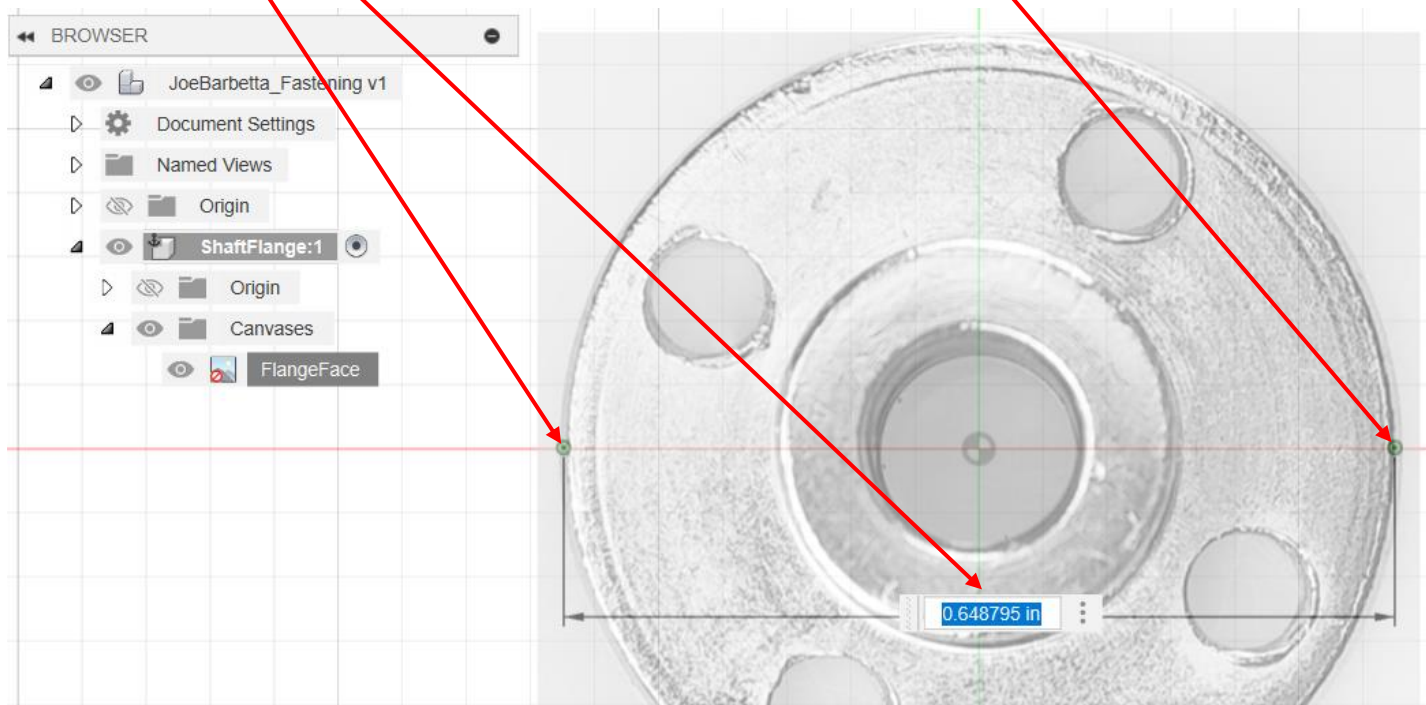 BROWSER
JoeBarbetta_Fastening v1
Document Settings
Named Views
Origin
ShaftFlange:1
Origin
Canvases
FlangeFace
0.648795 in